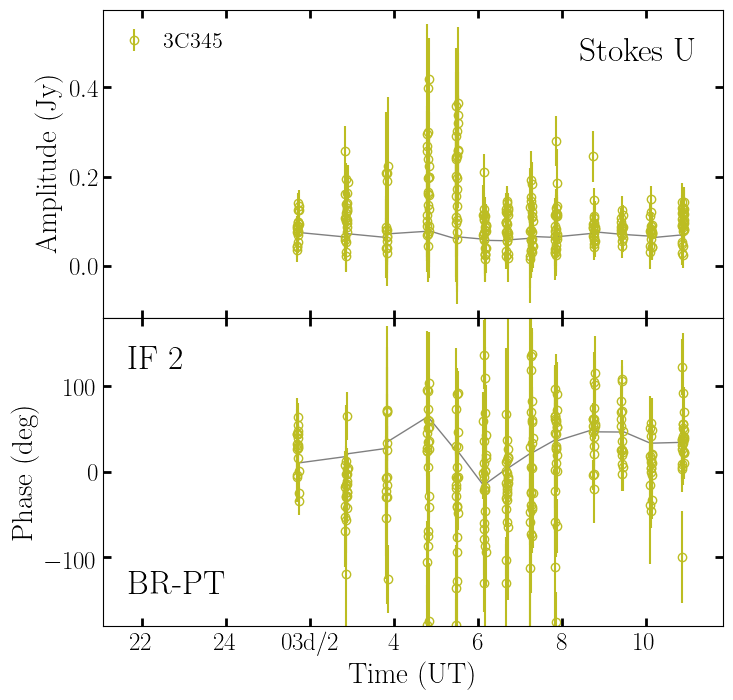 3C345
Stokes U
Amplitude (Jy)
0.4
0.2
0.0
IF 2
Phase (deg)
100
0
−100
BR-PT
22 24 03d/2 4 6 8 10
Time (UT)